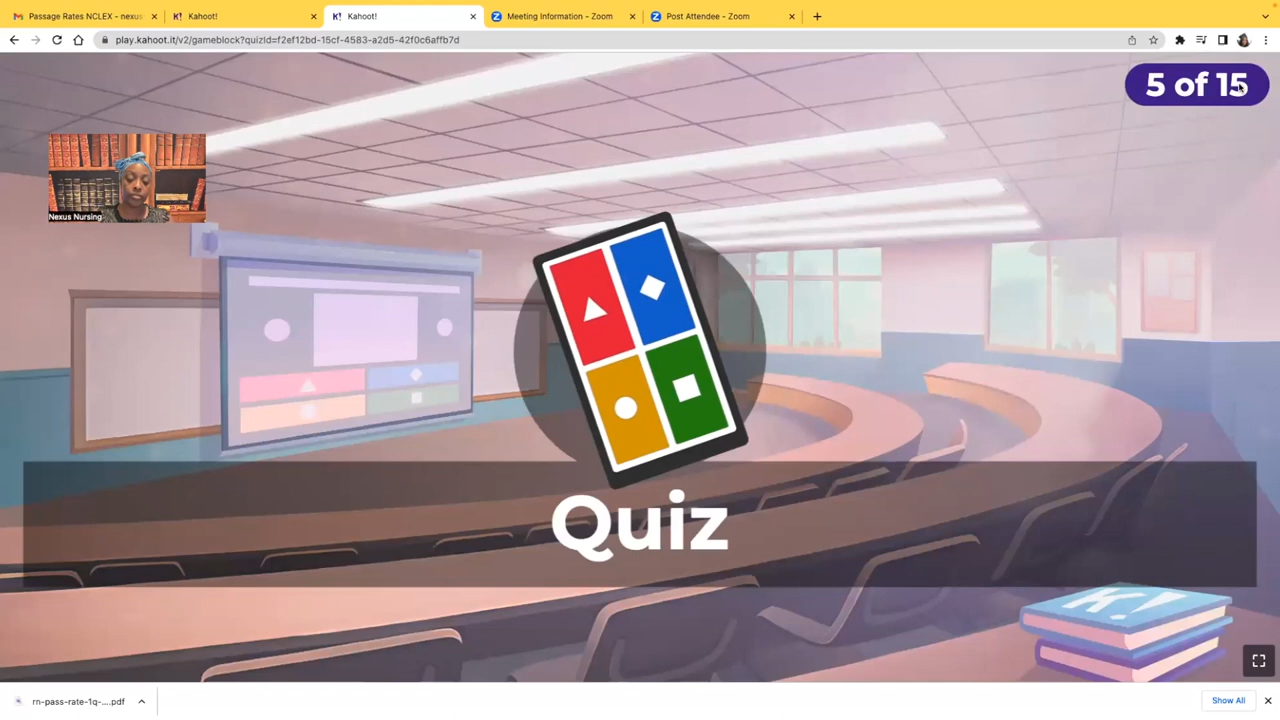 Passage Rates NCLEX - nexus
K! Kahoot!
K! Kahoot!
Meeting Information - Zoom
Post Attendee - Zoom
play.kahoot.it/v2/gameblock?quizId=f2ef12bd-15cf-4583-a2d5-42f0c6affb7d
5 of 15
Nexus Nursing
Quiz
K!
rn-pass-rate-1q-....pdf
Show All